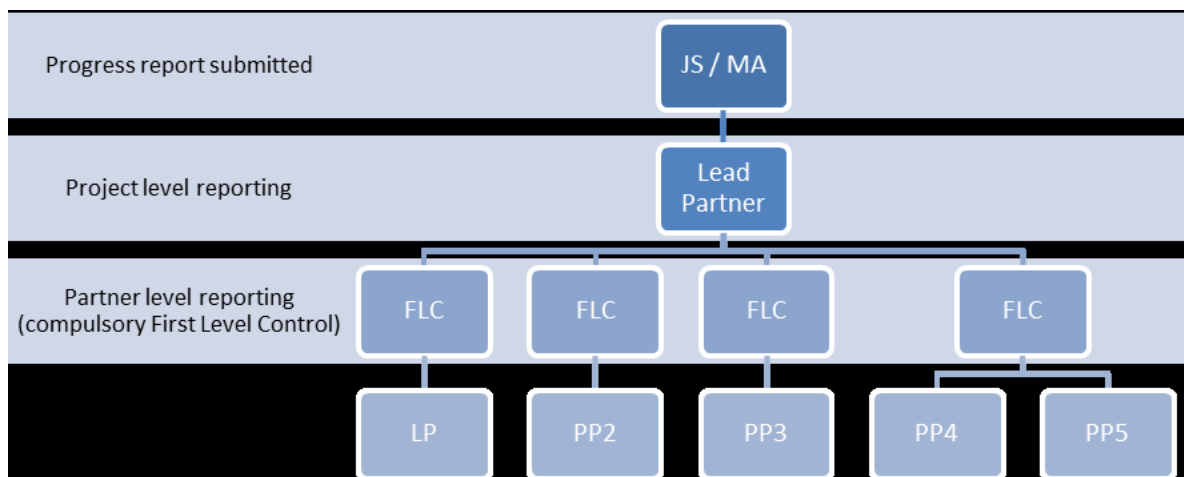 Progress report submitted
JS / MA
Project level reporting
Lead
Partner
Partner level reporting
(compulsory First Level Control)
FLC
FLC
FLC
FLC
LP
PP2
PP3
PP4
PP5